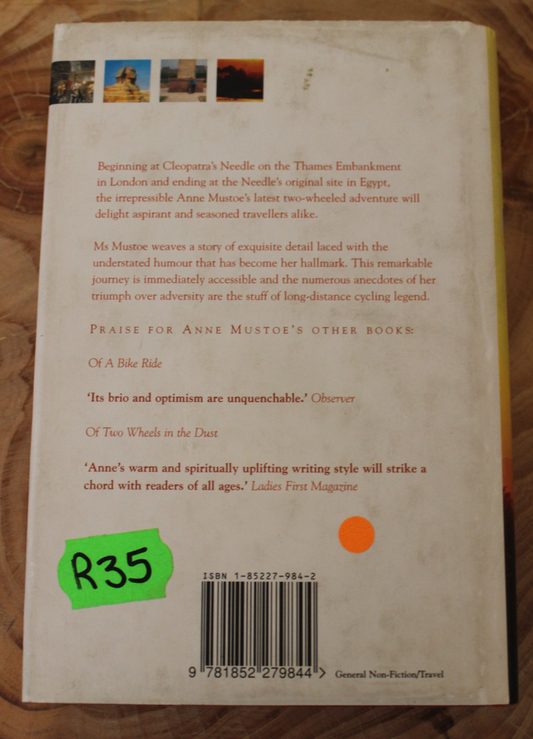 Beginning at Cleopatra's Needle on the Thames Embankment
in London and ending at the Needle's original site in Egypt,
the irrepressible Anne Mustoe's latest two-wheeled adventure will
delight aspirant and seasoned travellers alike.
Ms Mustoe weaves a story of exquisite detail laced with the
understated humour that has become her hallmark. This remarkable
journey is immediately accessible and the numerous anecdotes of her
triumph over adversity are the stuff of long-distance cycling legend.
PRAISE FOR ANNE MUSTOE'S OTHER BOOKS:
Of A Bike Ride
'Its brio and optimism are unquenchable.' Observer
Of Two Wheels in the Dust
'Anne's warm and spiritually uplifting writing style will strike a
chord with readers of all ages.' Ladies First Magazine
R35
ISBN 1-85227-984-2
9 781852 279844 >
General Non-Fiction/Travel